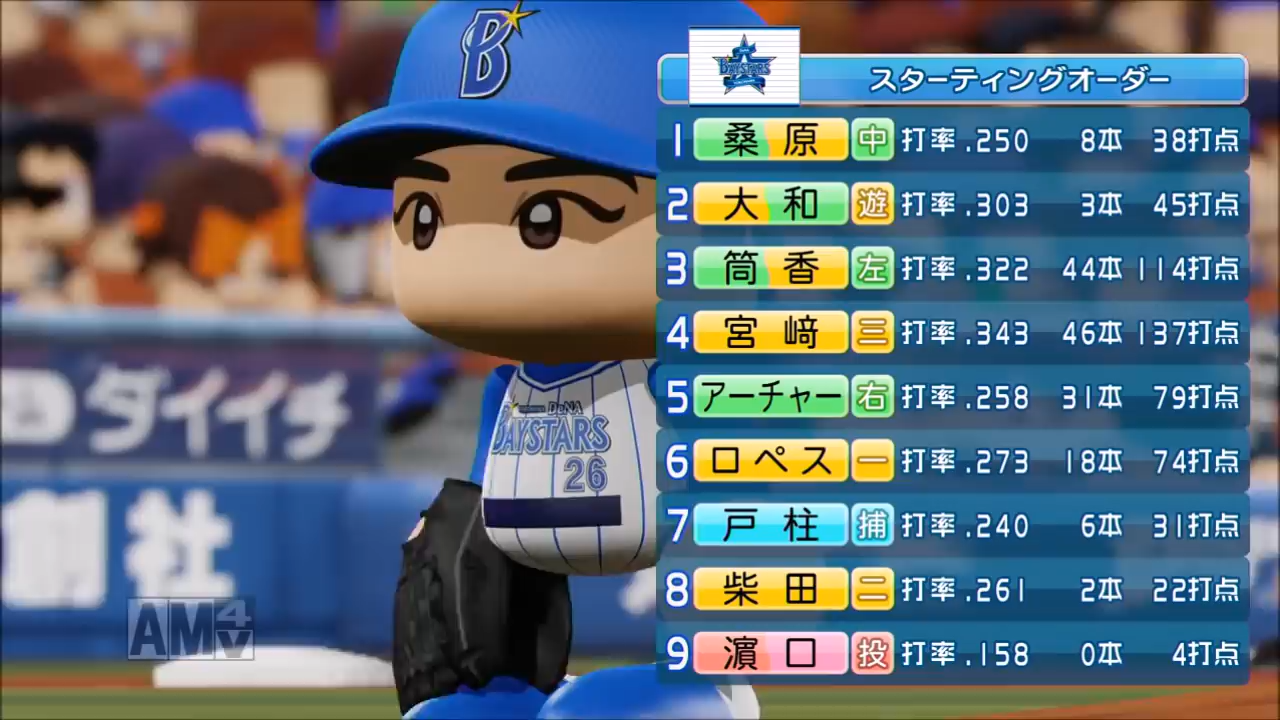 B
DAYSTARS
スターティングオーダー
1 桑原 中 打率.250 8本 38打点
2 大和 遊 打率.303 3本 45打点
3 筒香 左 打率.322 44本 114打点
4 宮﨑 三 打率.343 46本 137打点
5 アーチャー 右 打率.258 31本 79打点
6 ロペス 一 打率.273 18本 74打点
7 戸柱 捕 打率.240 6本 31打点
8 柴田 二 打率.261 2本 22打点
9 濵口 投 打率.158 0本 4打点
DeNA
BAYSTARS
26
ダイイチ
創社
AM4V